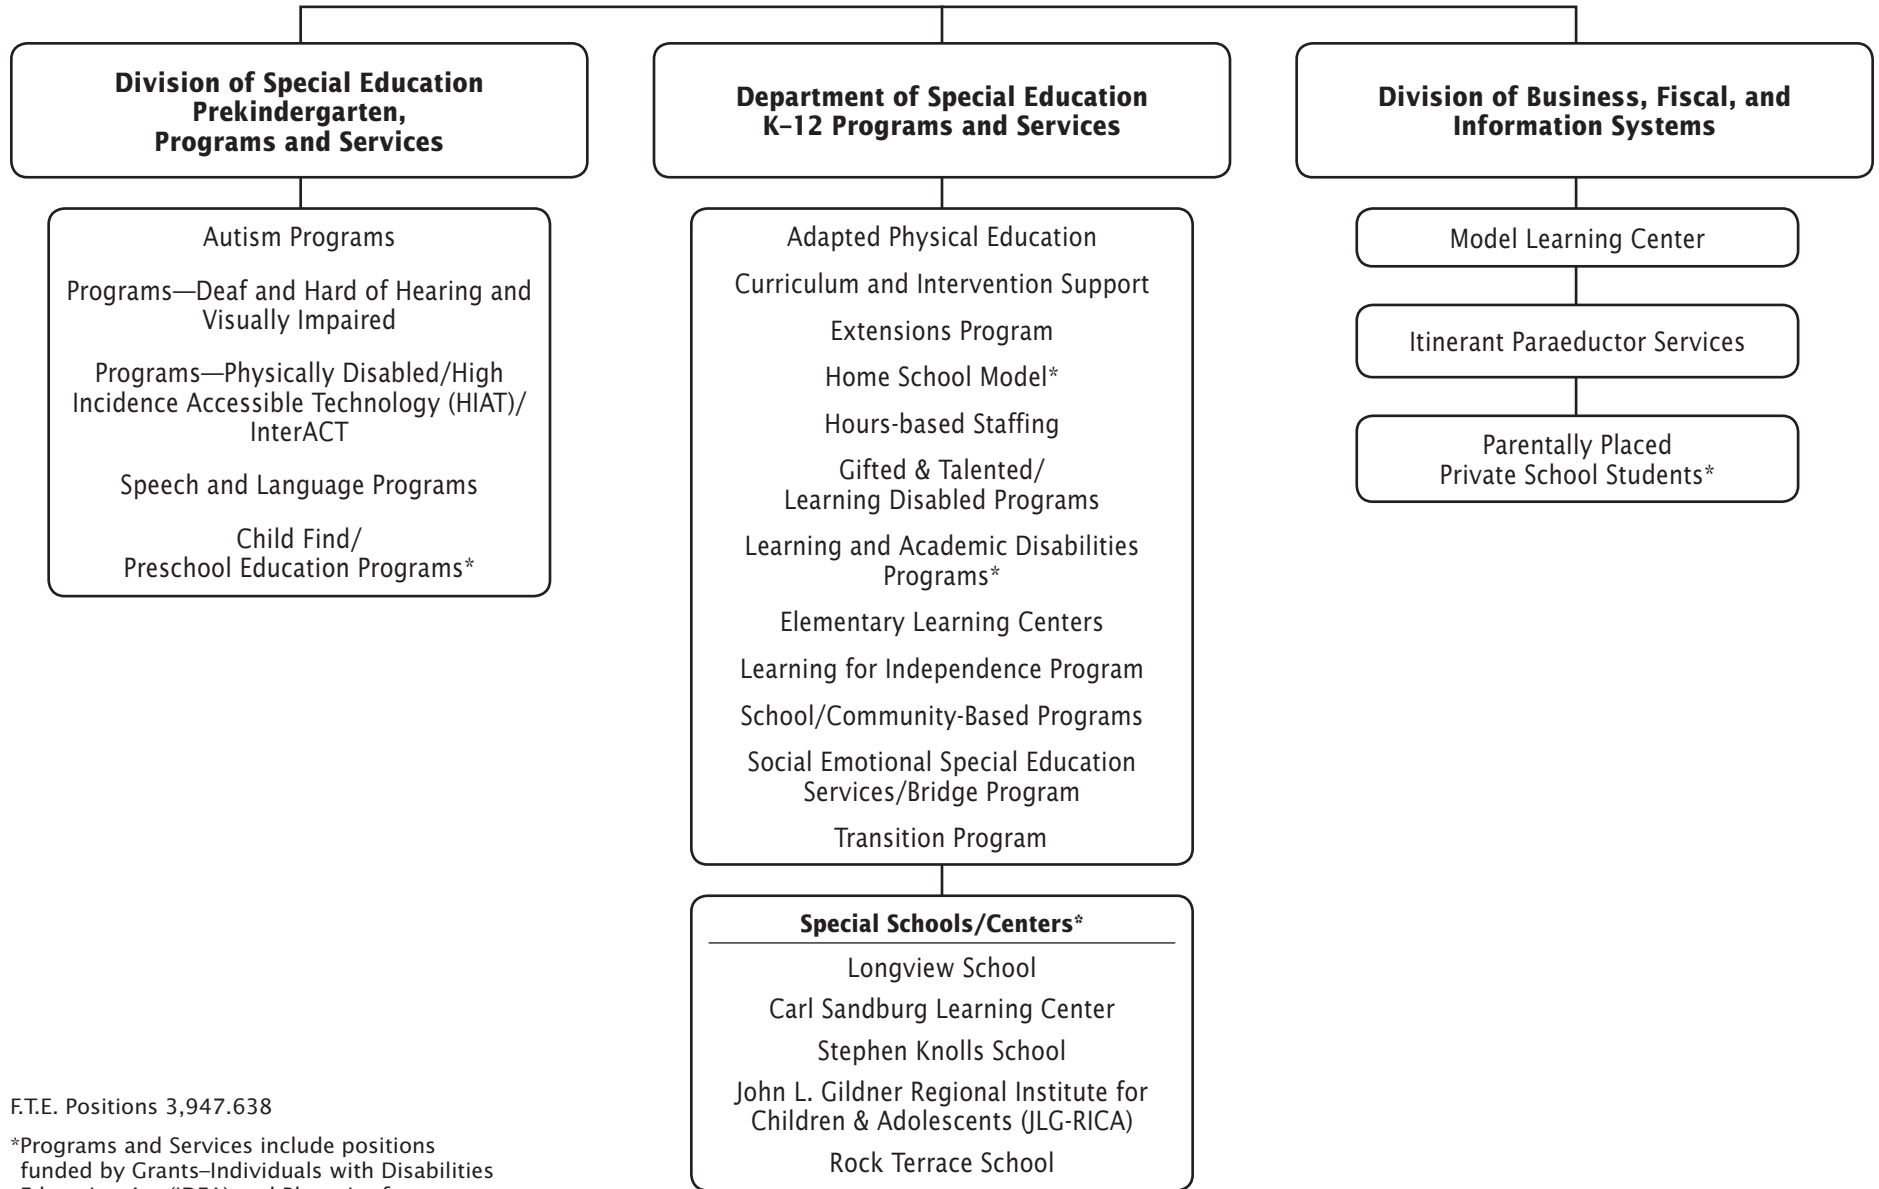 Division of Special Education
Prekindergarten,
Programs and Services
Department of Special Education
K–12 Programs and Services
Division of Business, Fiscal, and
Information Systems
Autism Programs
Programs—Deaf and Hard of Hearing and
Visually Impaired
Programs—Physically Disabled/High
Incidence Accessible Technology (HIAT)/
InterACT
Speech and Language Programs
Child Find/
Preschool Education Programs*
Adapted Physical Education
Curriculum and Intervention Support
Extensions Program
Home School Model*
Hours-based Staffing
Gifted & Talented/
Learning Disabled Programs
Learning and Academic Disabilities
Programs*
Elementary Learning Centers
Learning for Independence Program
School/Community-Based Programs
Social Emotional Special Education
Services/Bridge Program
Transition Program
Special Schools/Centers*
Longview School
Carl Sandburg Learning Center
Stephen Knolls School
John L. Gildner Regional Institute for
Children & Adolescents (JLG-RICA)
Rock Terrace School
Model Learning Center
Itinerant Paraeductor Services
Parentally Placed
Private School Students*
F.T.E. Positions 3,947.638
*Programs and Services include positions
funded by Grants–Individuals with Disabilities